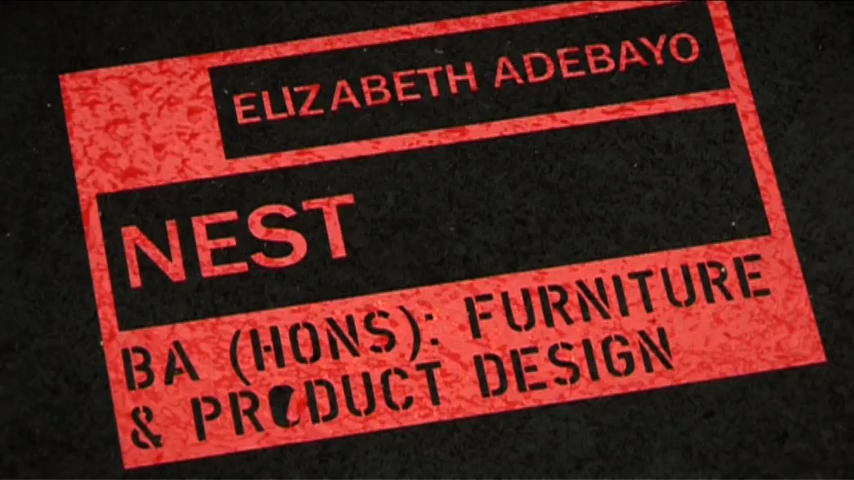 ELIZABETH ADEBAYO
NEST
BA (HONS): FURNITURE
& PRODUCT DESIGN